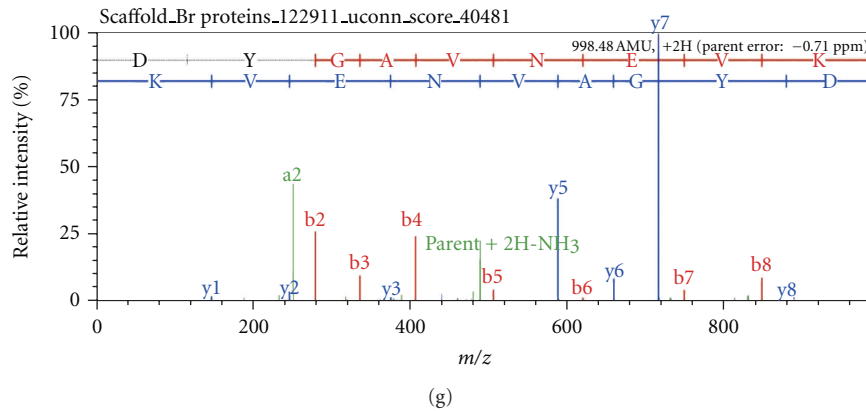 Scaffold_Br proteins_122911_uconn_score_40481
y7
998.48 AMU, +2H (parent error: −0.71 ppm)
D Y G A V N E V K
K V E N V A G Y D
Relative intensity (%)
100
75
50
25
0
a2
b2
b3
b4
Parent + 2H-NH3
b5
y5
y6
b6
b7
b8
y1
y2
y3
y8
0 200 400 600 800
m/z
(g)